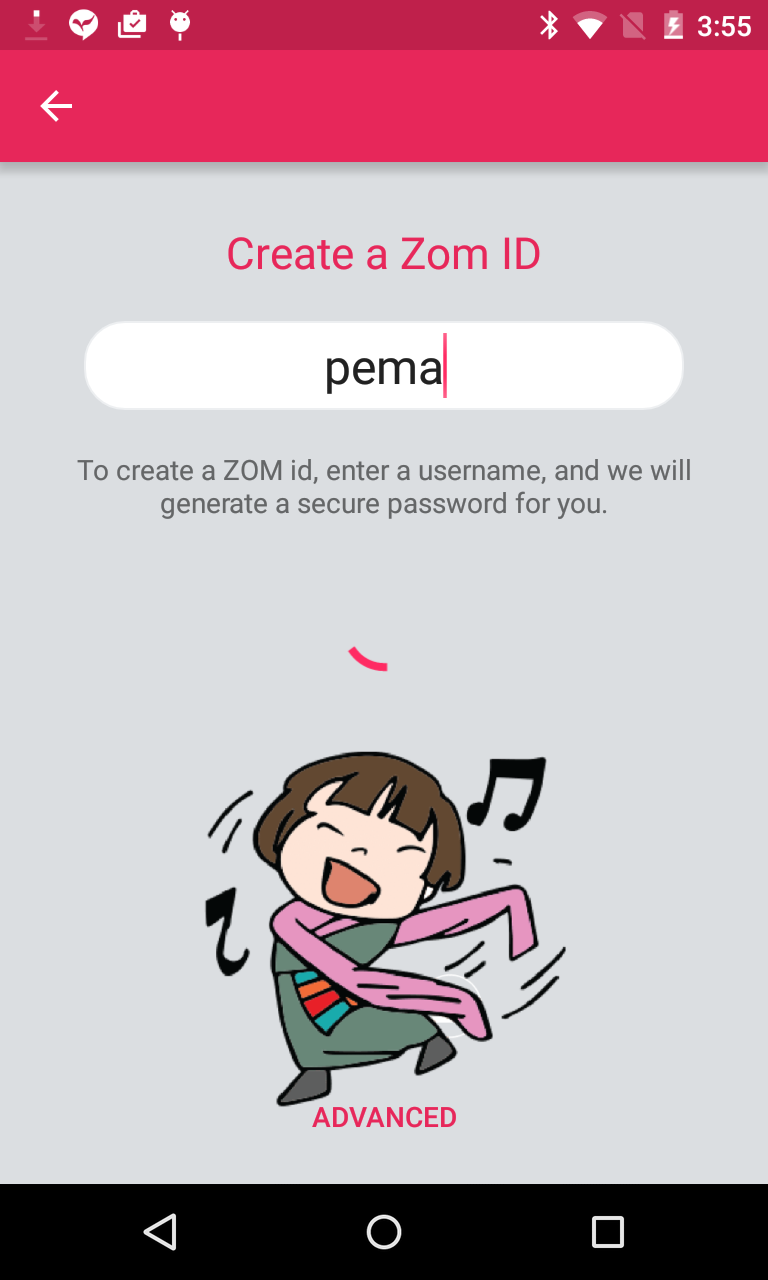 3:55
Create a Zom ID
pema
To create a ZOM id, enter a username, and we will
generate a secure password for you.
ADVANCED